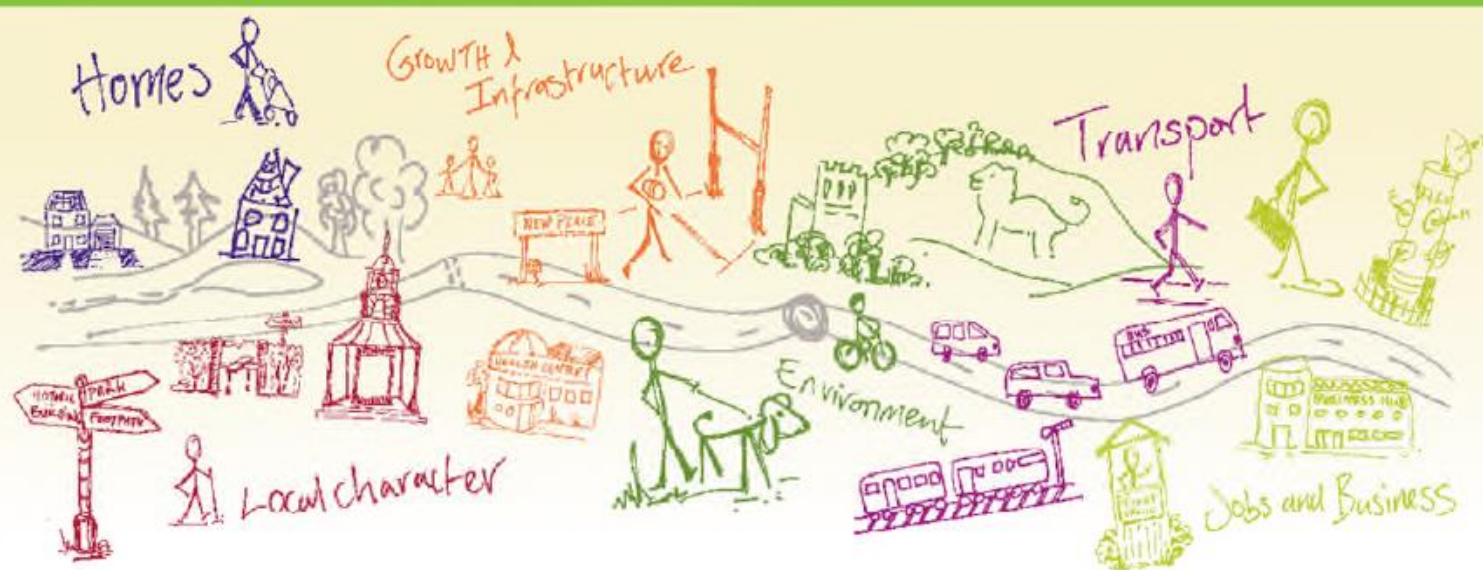 Homes
GrowTH &
Infrastructure
Transport
NEW PLACE
BUS
HEALTH CENTRE
PARK
HISTORIC
BUILDING
FOOTPATH
Environment
BUSINESS HUB
Local character
Jobs and Business